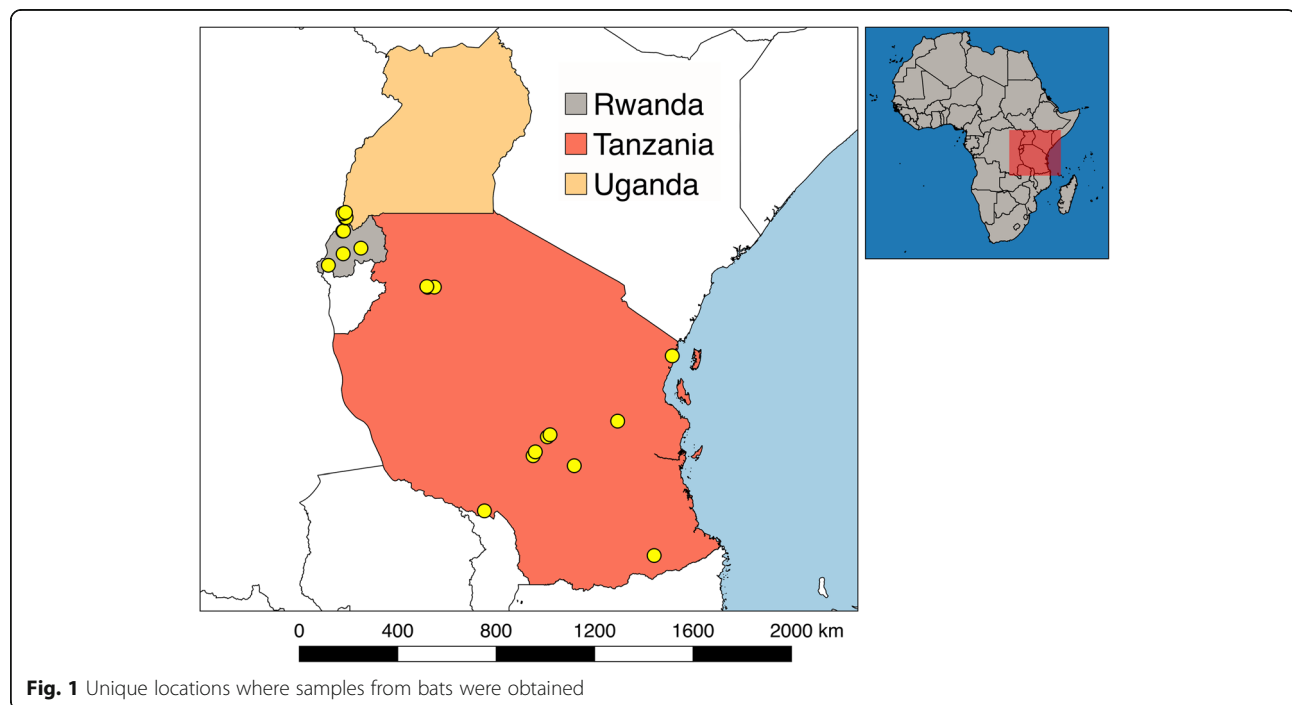 Rwanda
Tanzania
Uganda
0 400 800 1200 1600 2000 km
Fig. 1 Unique locations where samples from bats were obtained